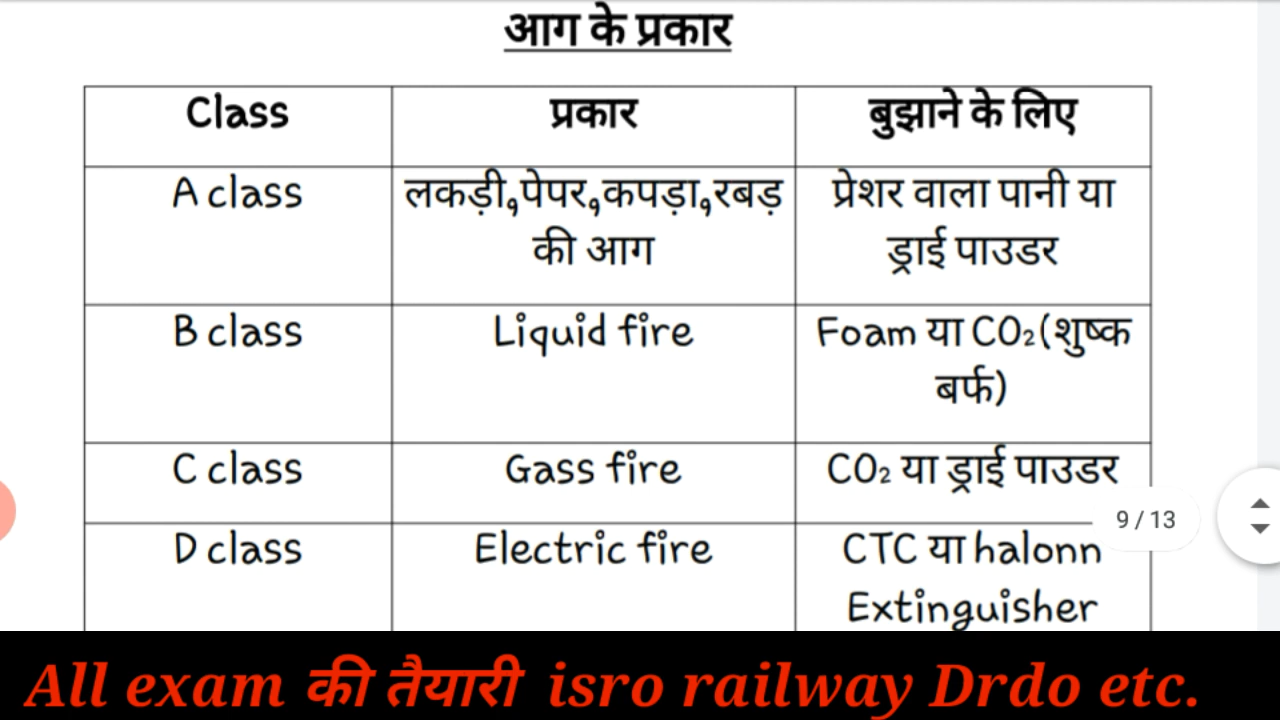 आग के प्रकार
Class प्रकार बुझाने के लिए
A class लकड़ी,पेपर,कपड़ा,रबड़ प्रेशर वाला पानी या
की आग ड्राई पाउडर
B class Liquid fire Foam या CO₂(शुष्क
बर्फ)
C class Gass fire CO₂ या ड्राई पाउडर
9 / 13
D class Electric fire CTC या halonn
Extinguisher
All exam की तैयारी isro railway Drdo etc.